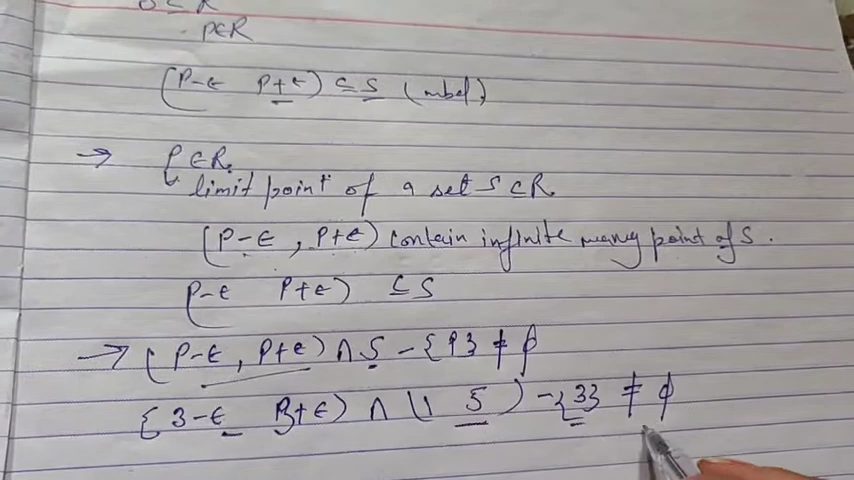 S ⊆ R
P∈R
(P-ε P+ε) ⊆ S (nbd)
→ P ∈ R.
limit point of a set S ⊂ R
(P-ε, P+ε) contain infinite many point of S.
P-ε P+ε) ⊆ S
→ (P-ε, P+ε) ∩ S - {P} ≠ ϕ
{3-ε 3+ε) ∩ (1 5) - {3} ≠ ϕ